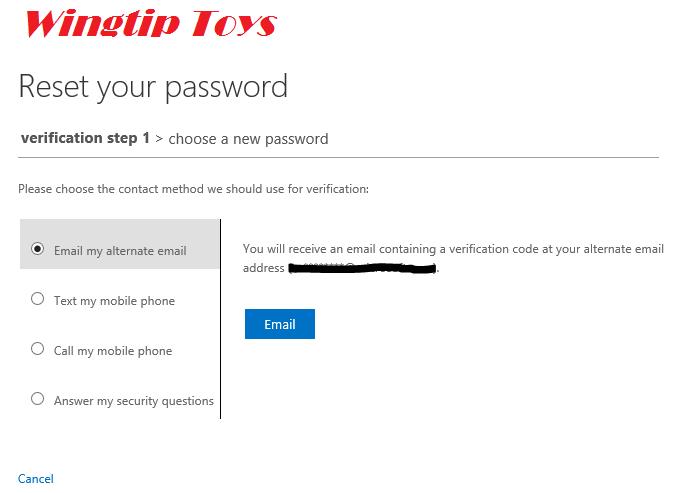 Wingtip Toys
Reset your password
verification step 1 > choose a new password
Please choose the contact method we should use for verification:
Email my alternate email
Text my mobile phone
Call my mobile phone
Answer my security questions
You will receive an email containing a verification code at your alternate email
address
Email
Cancel